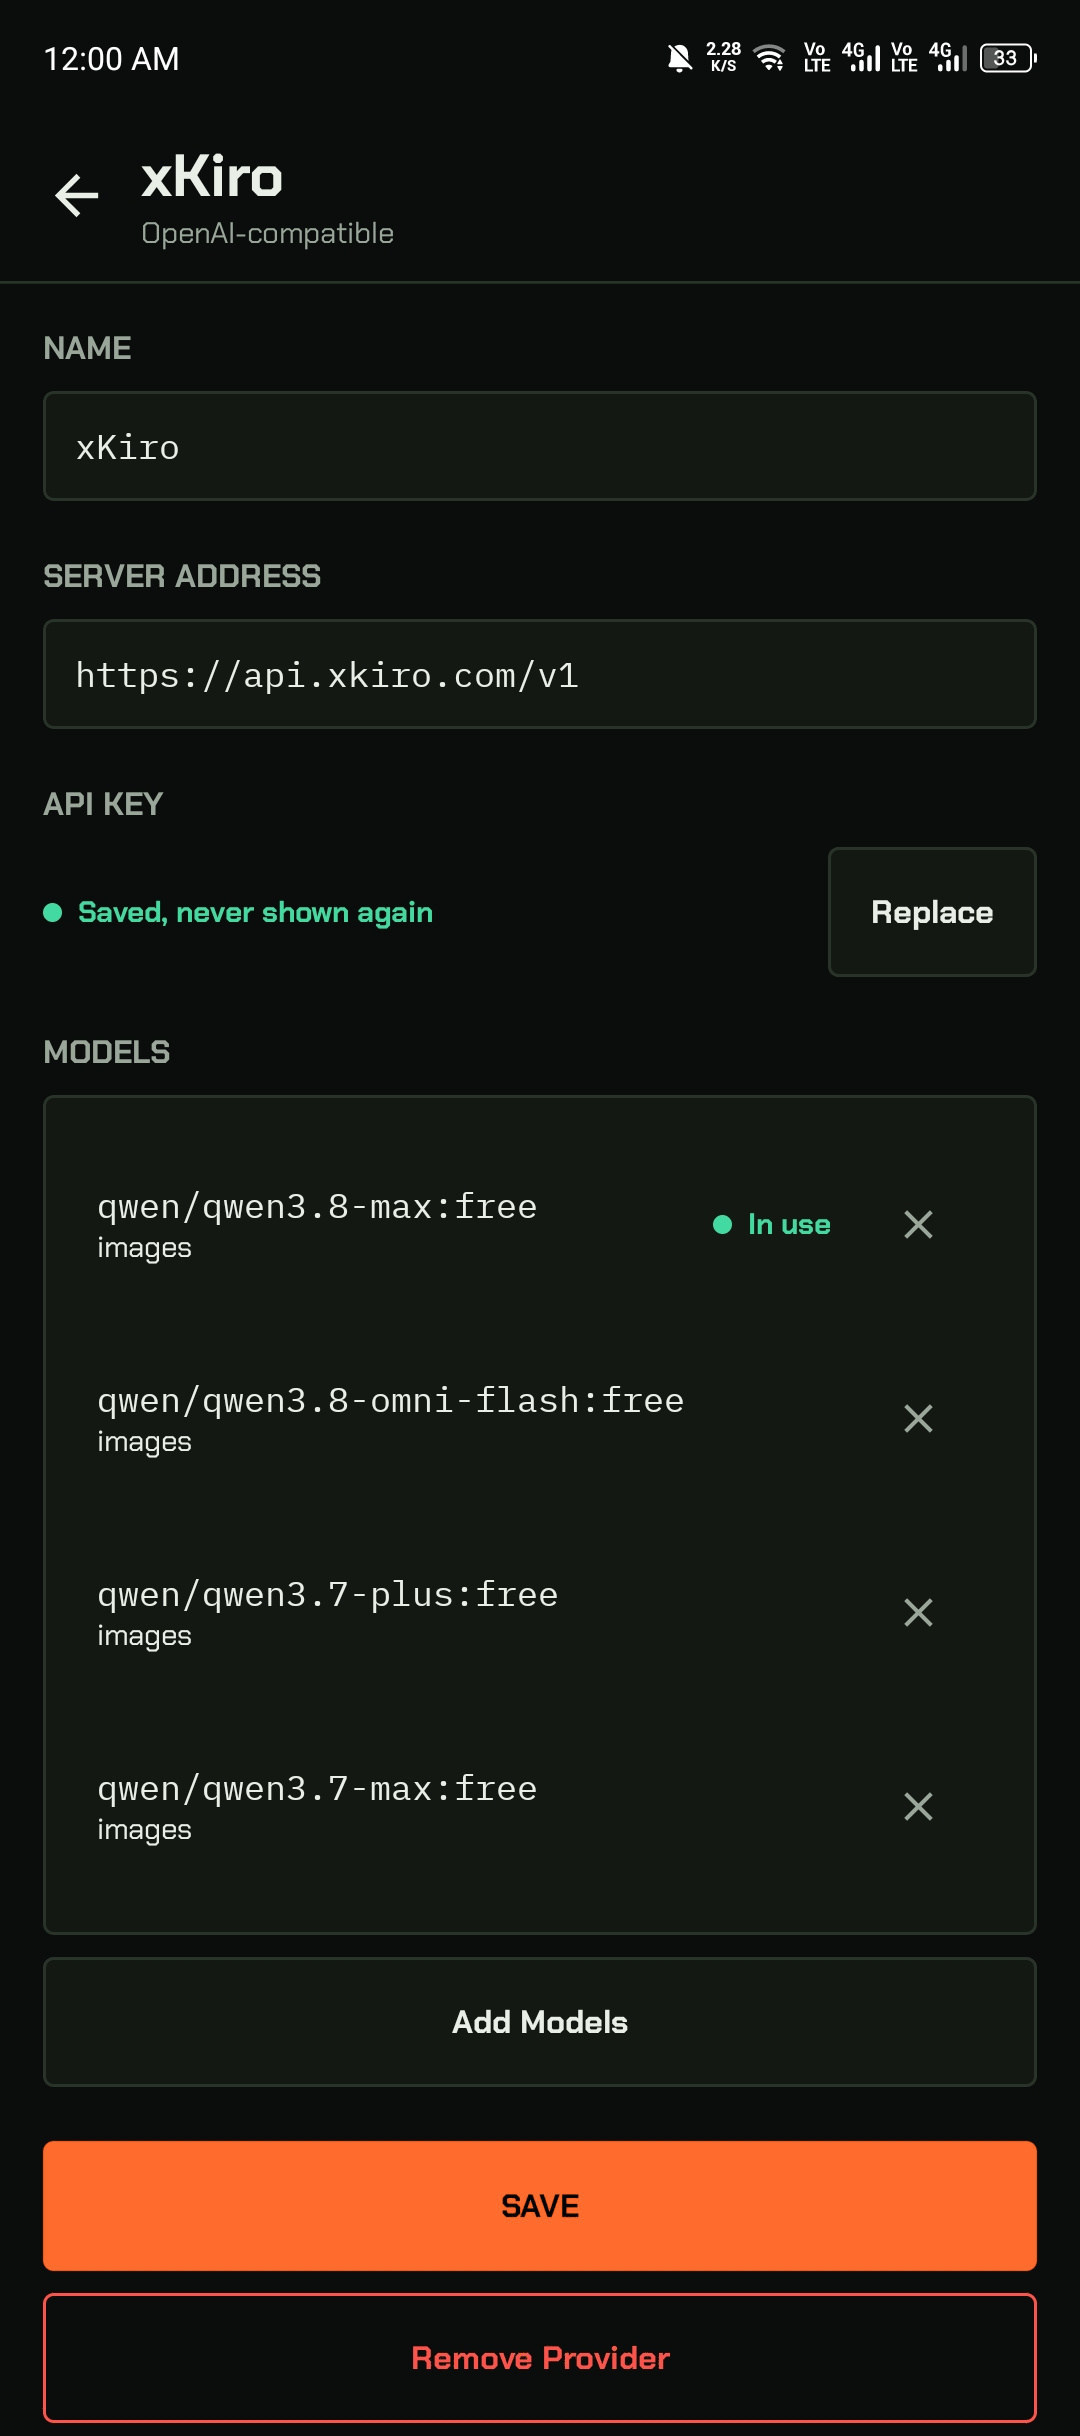 12:00 AM
2.28 K/S
Vo LTE 4G Vo LTE 4G 33
xKiro
OpenAI-compatible
NAME
xKiro
SERVER ADDRESS
https://api.xkiro.com/v1
API KEY
Saved, never shown again
Replace
MODELS
qwen/qwen3.8-max:free
images
In use
qwen/qwen3.8-omni-flash:free
images
qwen/qwen3.7-plus:free
images
qwen/qwen3.7-max:free
images
Add Models
SAVE
Remove Provider